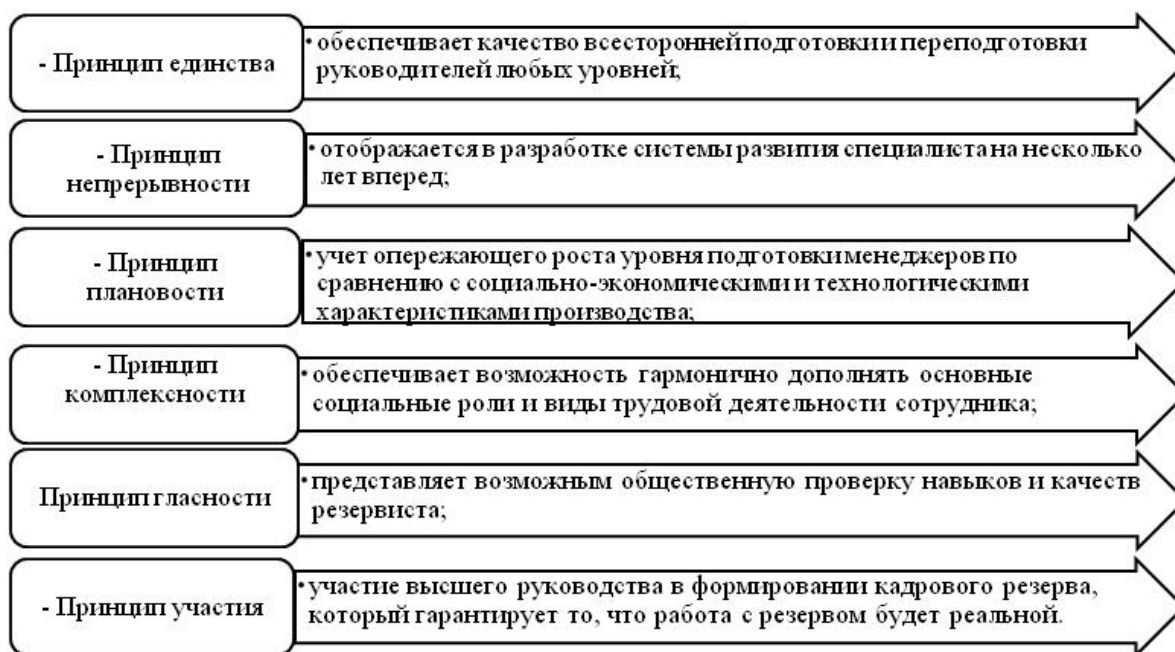 - Принцип единства
• обеспечивает качество всесторонней подготовки и переподготовки
руководителей любых уровней;
- Принцип
непрерывности
• отображается в разработке системы развития специалиста на несколько
лет вперед;
- Принцип
плановости
• учет опережающего роста уровня подготовки менеджеров по
сравнению с социально-экономическими и технологическими
характеристиками производства;
- Принцип
комплексности
• обеспечивает возможность гармонично дополнять основные
социальные роли и виды трудовой деятельности сотрудника;
Принцип гласности
• представляет возможным общественную проверку навыков и качеств
резервиста;
- Принцип участия
• участие высшего руководства в формировании кадрового резерва,
который гарантирует то, что работа с резервом будет реальной.